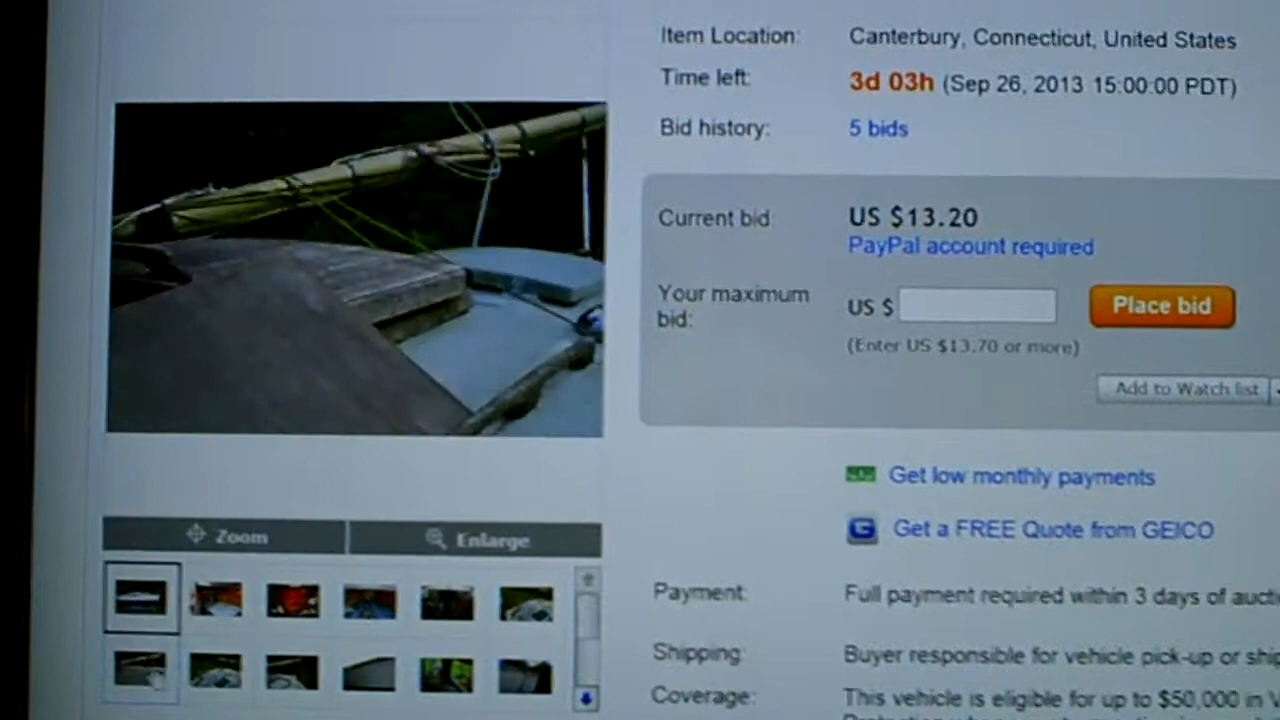 Item Location: Canterbury, Connecticut, United States
Time left: 3d 03h (Sep 26, 2013 15:00:00 PDT)
Bid history: 5 bids
Current bid: US $13.20
PayPal account required
Your maximum bid: US $ Place bid
(Enter US $13.70 or more)
Add to Watch list
Get low monthly payments
G Get a FREE Quote from GEICO
Zoom Enlarge
Payment: Full payment required within 3 days of
Shipping: Buyer responsible for vehicle pick-up or
Coverage: This vehicle is eligible for up to $50,000 in